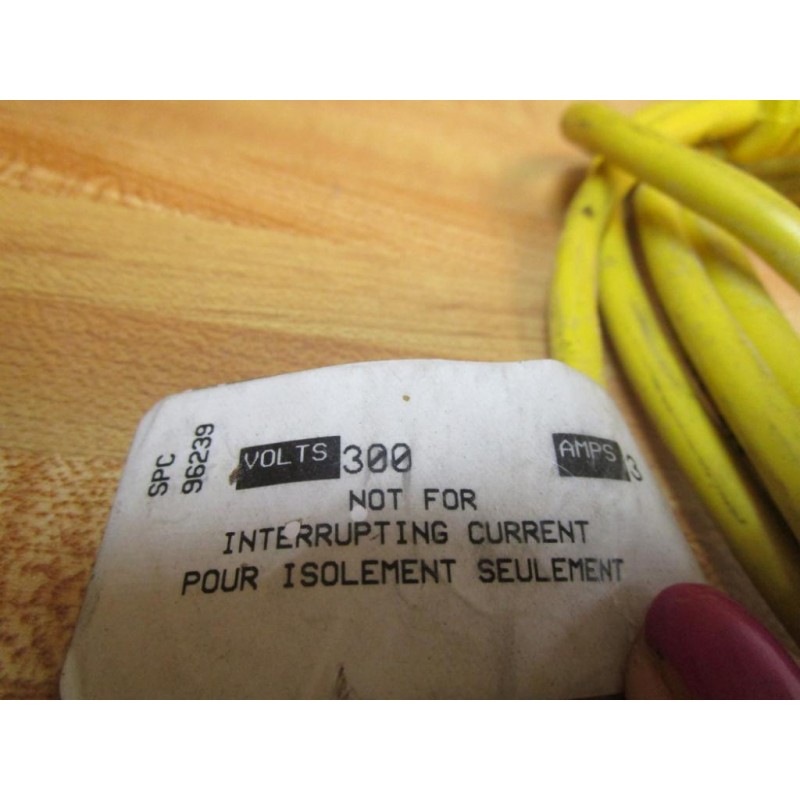 SPC
96239
VOLTS 300
AMPS 3
NOT FOR
INTERRUPTING CURRENT
POUR ISOLEMENT SEULEMENT